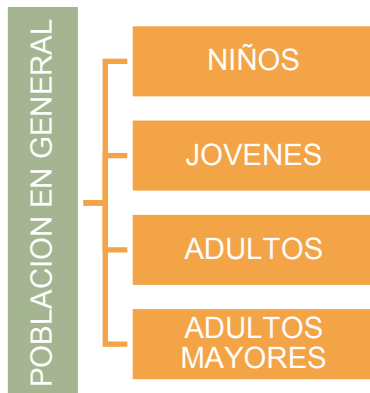 POBLACION EN GENERAL
NIÑOS
JOVENES
ADULTOS
ADULTOS
MAYORES